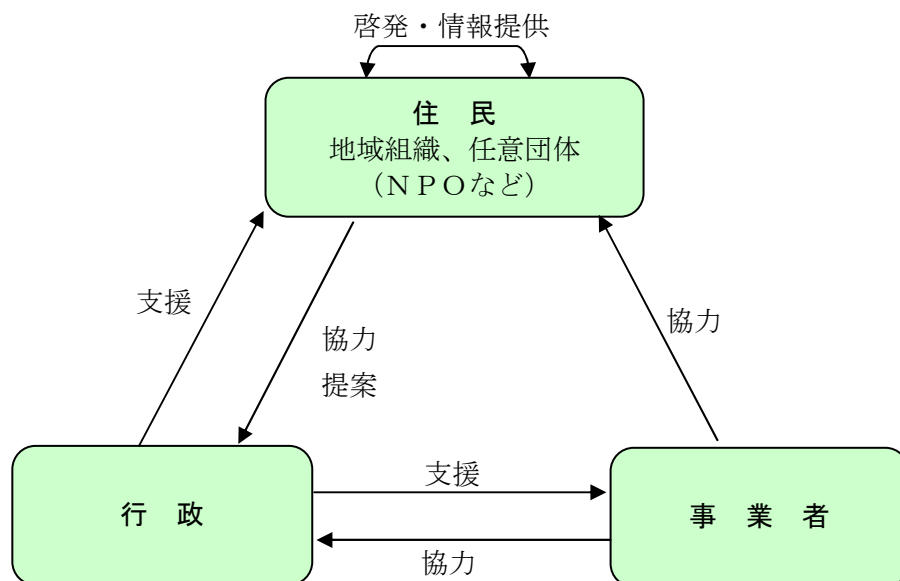 啓発・情報提供
住　民
地域組織、任意団体
（ＮＰＯなど）
支援
協力
協力
提案
支援
行　政
事　業　者
協力